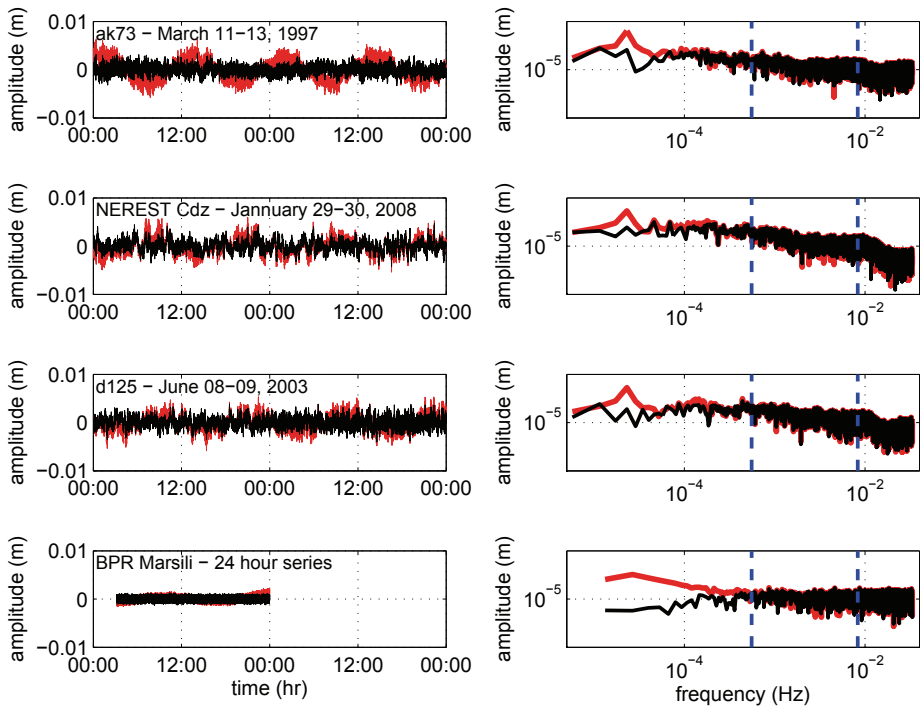 amplitude (m)
0.01
0
−0.01
ak73 − March 11−13, 1997
00:00 12:00 00:00 12:00 00:00
amplitude (m)
10−5
10−4 10−2
amplitude (m)
0.01
0
−0.01
NEREST Cdz − Jannuary 29−30, 2008
00:00 12:00 00:00 12:00 00:00
amplitude (m)
10−5
10−4 10−2
amplitude (m)
0.01
0
−0.01
d125 − June 08−09, 2003
00:00 12:00 00:00 12:00 00:00
amplitude (m)
10−5
10−4 10−2
amplitude (m)
0.01
0
−0.01
BPR Marsili − 24 hour series
00:00 12:00 00:00 12:00 00:00
time (hr)
amplitude (m)
10−5
10−4 10−2
frequency (Hz)